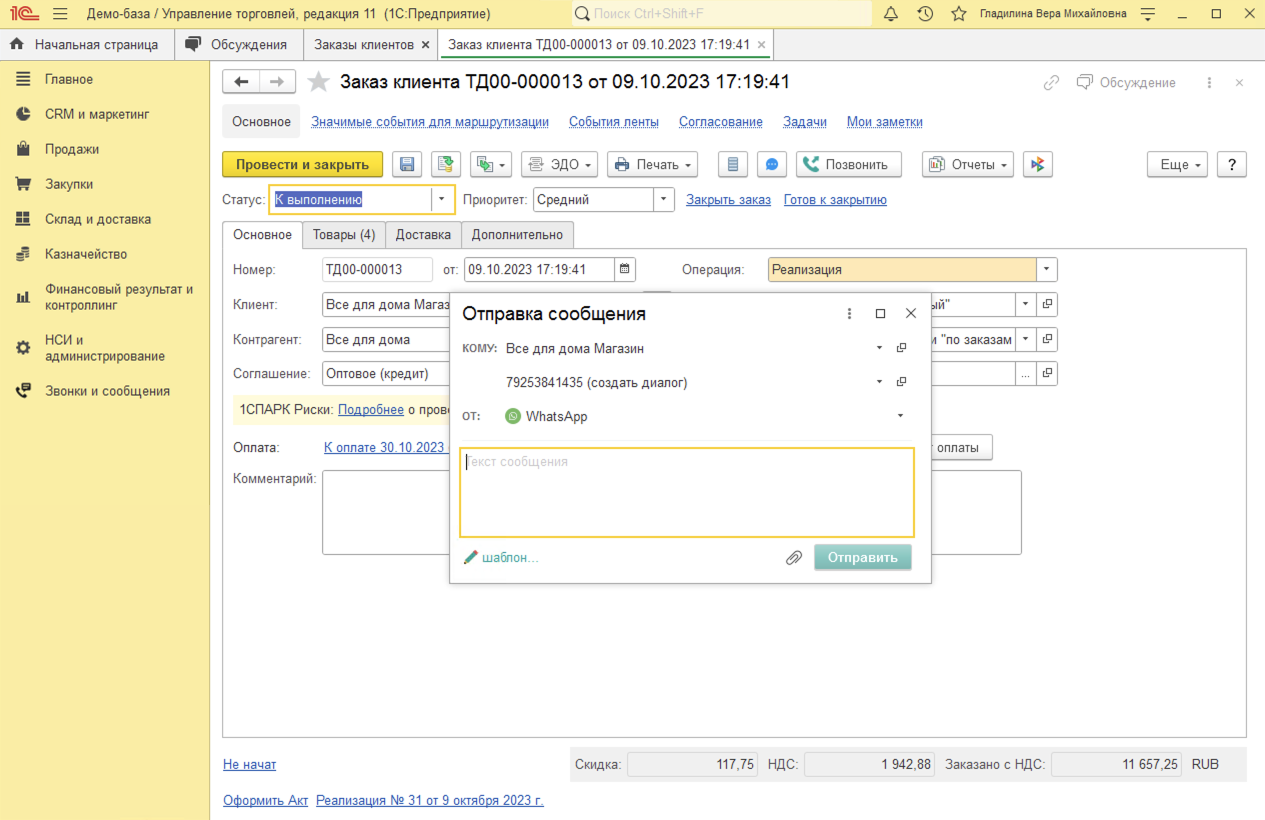 1С Демо-база / Управление торговлей, редакция 11 (1С:Предприятие) Поиск Ctrl+Shift+F Гладилина Вера Михайловна
Начальная страница Обсуждения Заказы клиентов × Заказ клиента ТД00-000013 от 09.10.2023 17:19:41 ×
Главное
CRM и маркетинг
Продажи
Закупки
Склад и доставка
Казначейство
Финансовый результат и
контроллинг
НСИ и
администрирование
Звонки и сообщения
Заказ клиента ТД00-000013 от 09.10.2023 17:19:41 Обсуждение
Основное Значимые события для маршрутизации События ленты Согласование Задачи Мои заметки
Провести и закрыть ЭДО Печать Позвонить Отчеты Еще ?
Статус: К выполнению Приоритет: Средний Закрыть заказ Готов к закрытию
Основное Товары (4) Доставка Дополнительно
Номер: ТД00-000013 от: 09.10.2023 17:19:41 Операция: Реализация
Клиент: Все для дома Магаз ый"
Контрагент: Все для дома и "по заказам
Соглашение: Оптовое (кредит) ...
1СПАРК Риски: Подробнее о пров
Оплата: К оплате 30.10.2023 оплаты
Комментарий:
Отправка сообщения
КОМУ: Все для дома Магазин
79253841435 (создать диалог)
ОТ: WhatsApp
Текст сообщения
шаблон... Отправить
Не начат Скидка: 117,75 НДС: 1 942,88 Заказано с НДС: 11 657,25 RUB
Оформить Акт Реализация № 31 от 9 октября 2023 г.